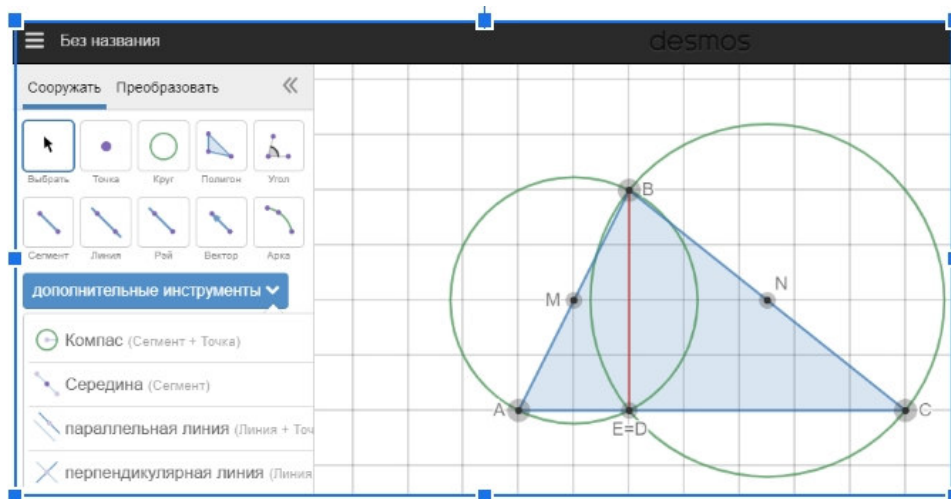 Без названия
desmos
Сооружать Преобразовать
Выбрать Точка Круг Полигон Угол
Сегмент Линия Рэй Вектор Арка
дополнительные инструменты
Компас (Сегмент + Точка)
Середина (Сегмент)
параллельная линия (Линия + Точ
перпендикулярная линия (Линия
B
M N
A C
E=D